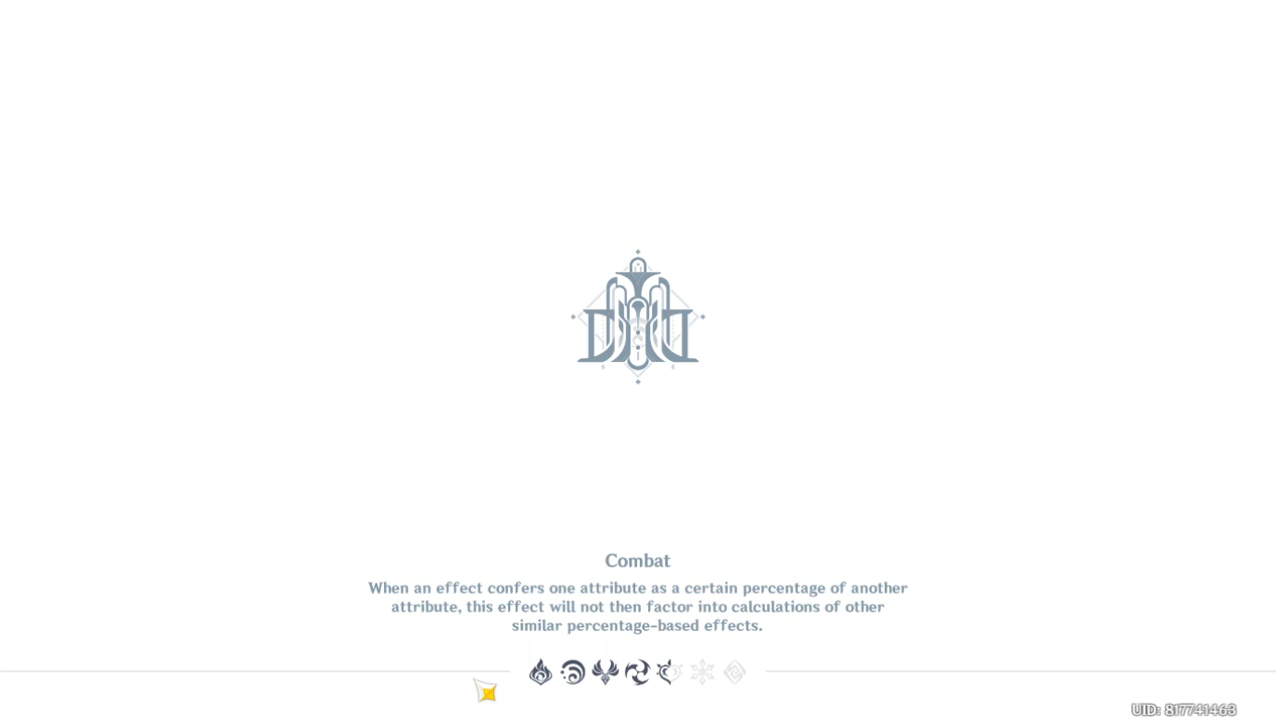 Combat
When an effect confers one attribute as a certain percentage of another
attribute, this effect will not then factor into calculations of other
similar percentage-based effects.
UID: 817741463